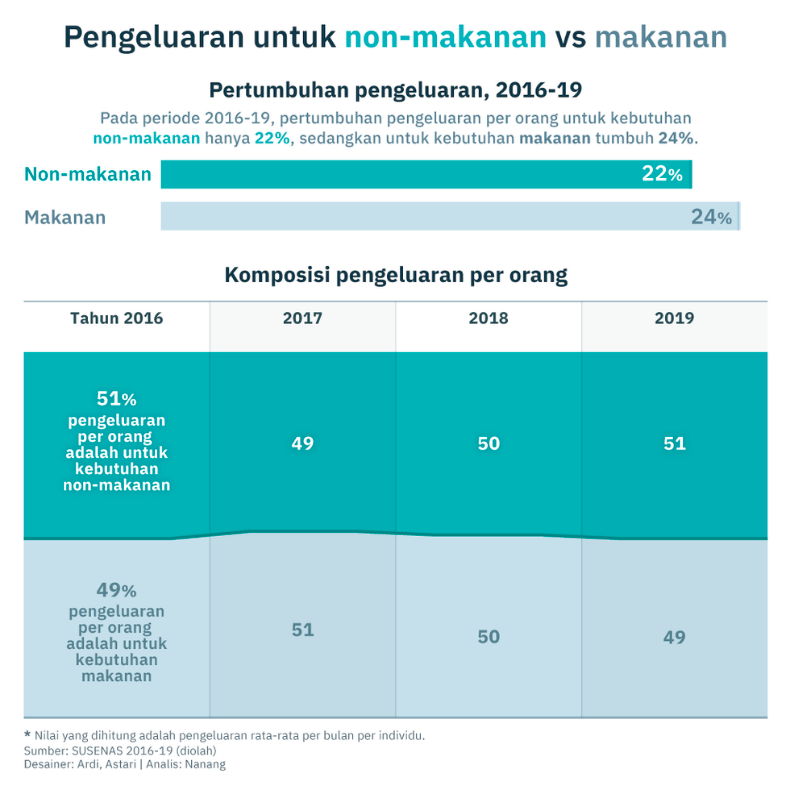 Pengeluaran untuk non-makanan vs makanan
Pertumbuhan pengeluaran, 2016-19
Pada periode 2016-19, pertumbuhan pengeluaran per orang untuk kebutuhan
non-makanan hanya 22%, sedangkan untuk kebutuhan makanan tumbuh 24%.
Non-makanan 22%
Makanan 24%
Komposisi pengeluaran per orang
Tahun 2016 2017 2018 2019
51%
pengeluaran
per orang
adalah untuk
kebutuhan
non-makanan
49 50 51
49%
pengeluaran
per orang
adalah untuk
kebutuhan
makanan
51 50 49
* Nilai yang dihitung adalah pengeluaran rata-rata per bulan per individu.
Sumber: SUSENAS 2016-19 (diolah)
Desainer: Ardi, Astari | Analis: Nanang